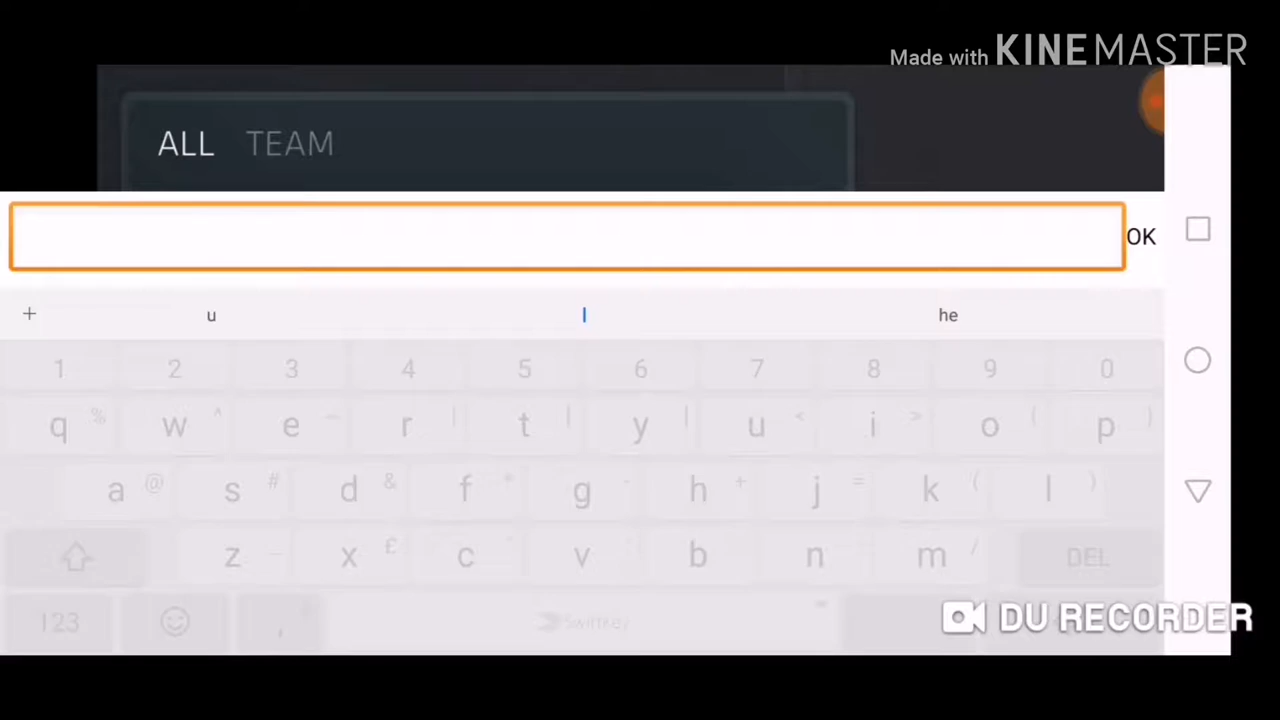 Made with KINEMASTER
ALL TEAM
OK
+ u I he
1 2 3 4 5 6 7 8 9 0
q % w ^ e r t y u < i > o ( p )
a @ s # d & f * g - h + j = k ( l )
z x £ c v b n m / DEL
123 , SwiftKey
DU RECORDER